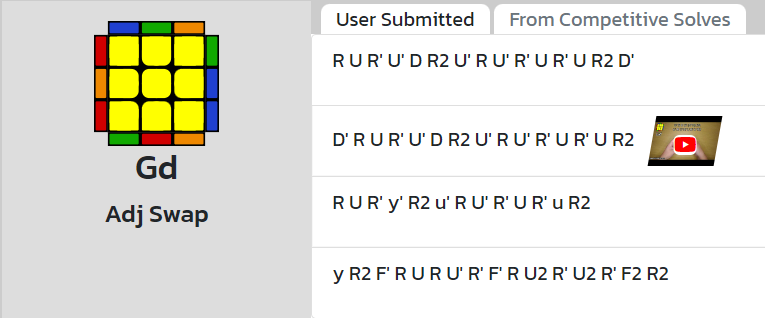 User Submitted
From Competitive Solves
R U R' U' D R2 U' R U' R' U R' U R2 D'
D' R U R' U' D R2 U' R U' R' U R' U R2
Gd
R U R' y' R2 u' R U' R' U R' u R2
Adj Swap
y R2 F' R U R U' R' F' R U2 R' U2 R' F2 R2